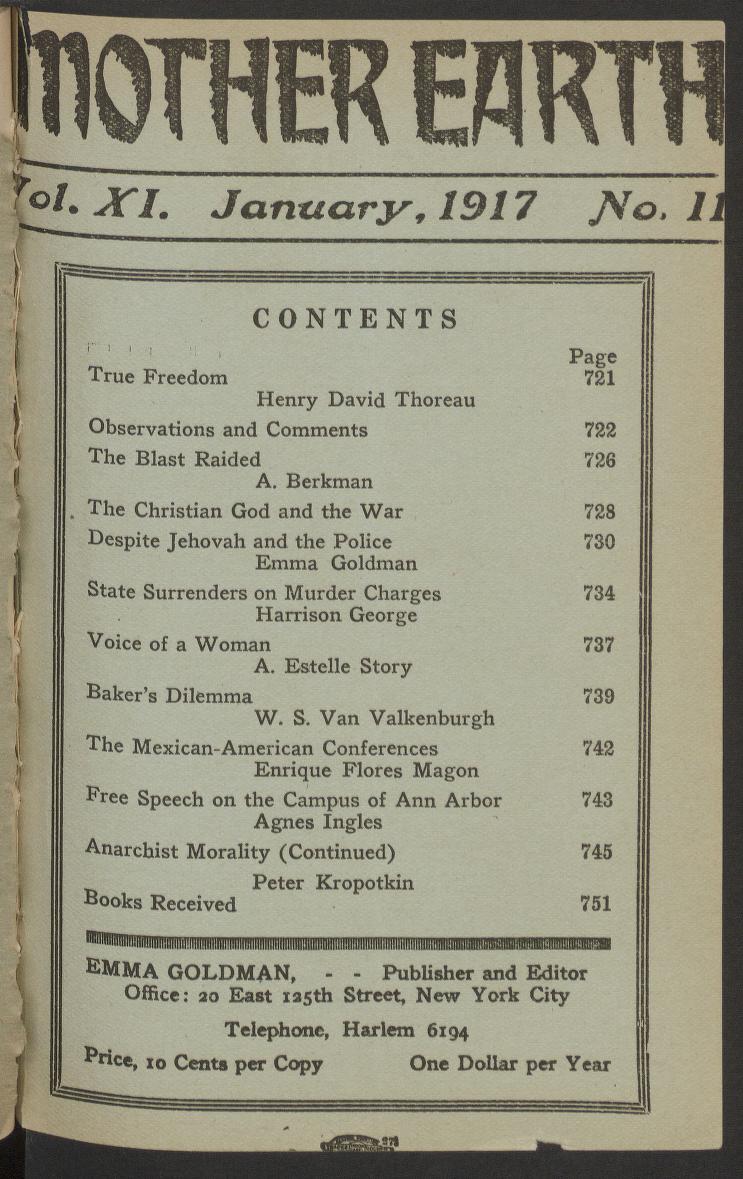 MOTHER EARTH
Vol. XI. January, 1917 No. 11
CONTENTS
Page
True Freedom 721
Henry David Thoreau
Observations and Comments 722
The Blast Raided 726
A. Berkman
The Christian God and the War 728
Despite Jehovah and the Police 730
Emma Goldman
State Surrenders on Murder Charges 734
Harrison George
Voice of a Woman 737
A. Estelle Story
Baker's Dilemma 739
W. S. Van Valkenburgh
The Mexican-American Conferences 742
Enrique Flores Magon
Free Speech on the Campus of Ann Arbor 743
Agnes Ingles
Anarchist Morality (Continued) 745
Peter Kropotkin
Books Received 751
EMMA GOLDMAN, - - Publisher and Editor
Office: 20 East 125th Street, New York City
Telephone, Harlem 6194
Price, 10 Cents per Copy One Dollar per Year